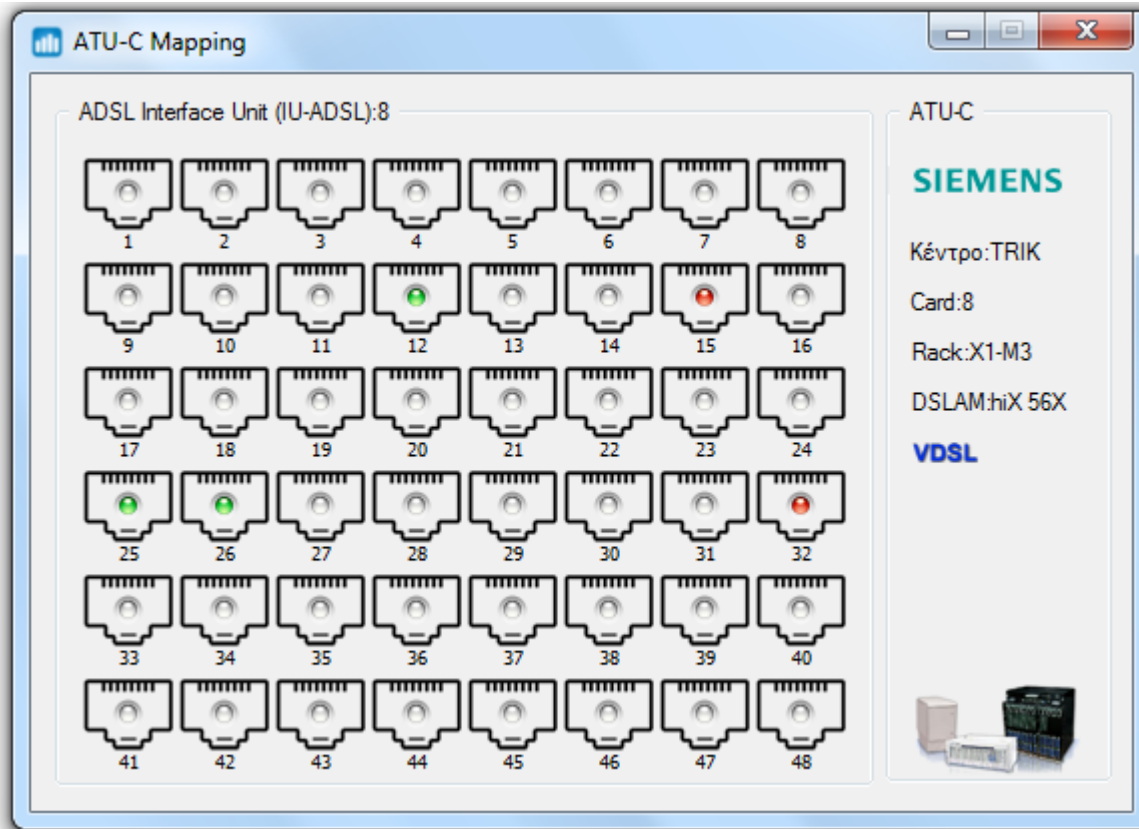 ATU-C Mapping
ADSL Interface Unit (IU-ADSL):8
1 2 3 4 5 6 7 8
9 10 11 12 13 14 15 16
17 18 19 20 21 22 23 24
25 26 27 28 29 30 31 32
33 34 35 36 37 38 39 40
41 42 43 44 45 46 47 48
ATU-C
SIEMENS
Κέντρο:TRIK
Card:8
Rack:X1-M3
DSLAM:hiX 56X
VDSL